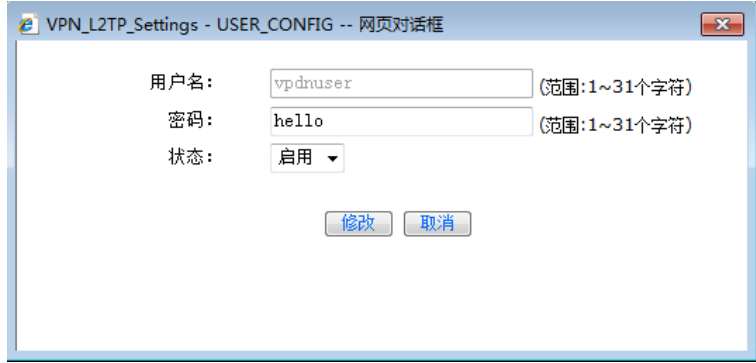 VPN_L2TP_Settings - USER_CONFIG -- 网页对话框
用户名: vpdnuser (范围:1~31个字符)
密码: hello (范围:1~31个字符)
状态: 启用
修改 取消